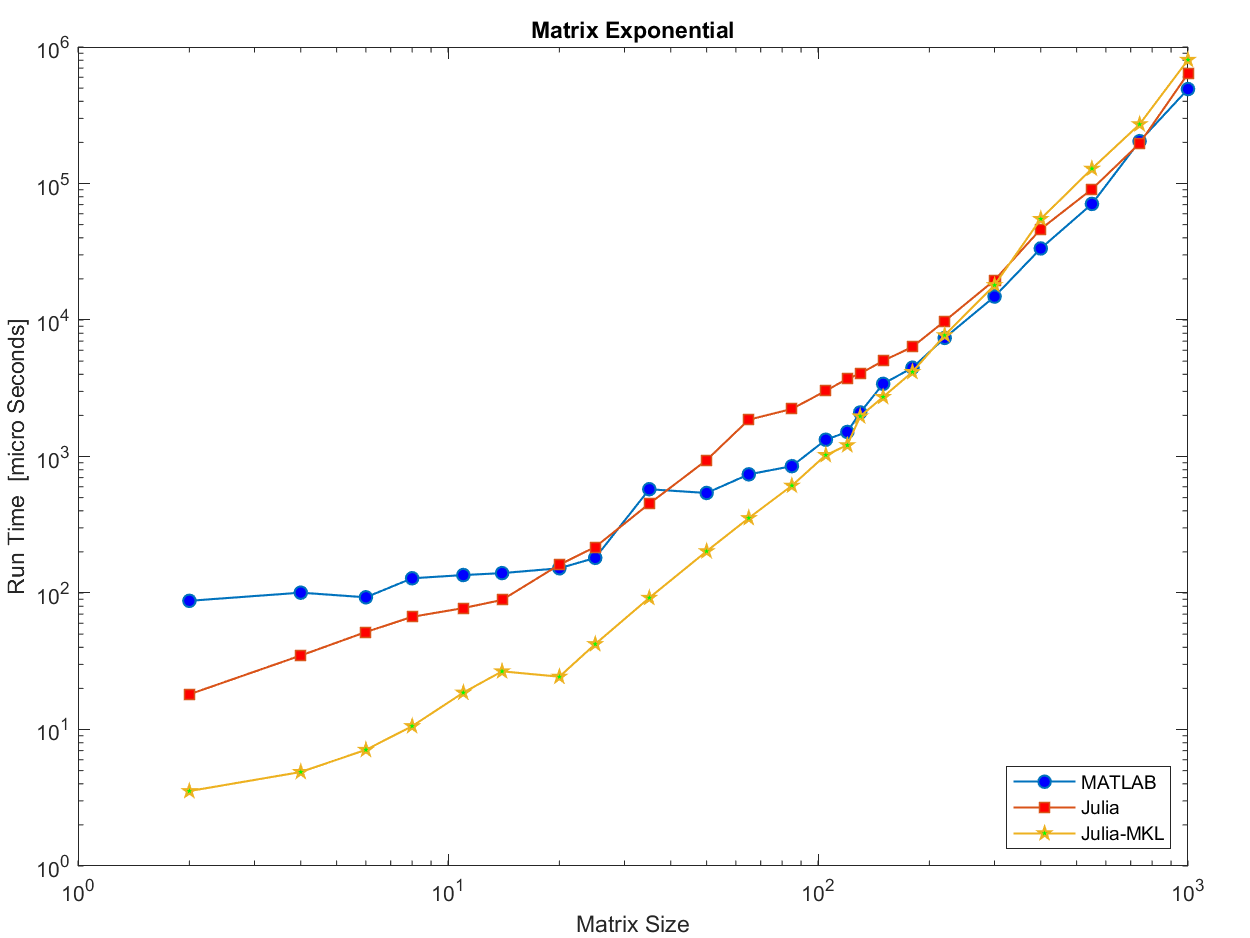 Matrix Exponential
10^6
10^5
10^4
10^3
10^2
10^1
10^0
Run Time [micro Seconds]
MATLAB
Julia
Julia-MKL
10^0 10^1 10^2 10^3
Matrix Size